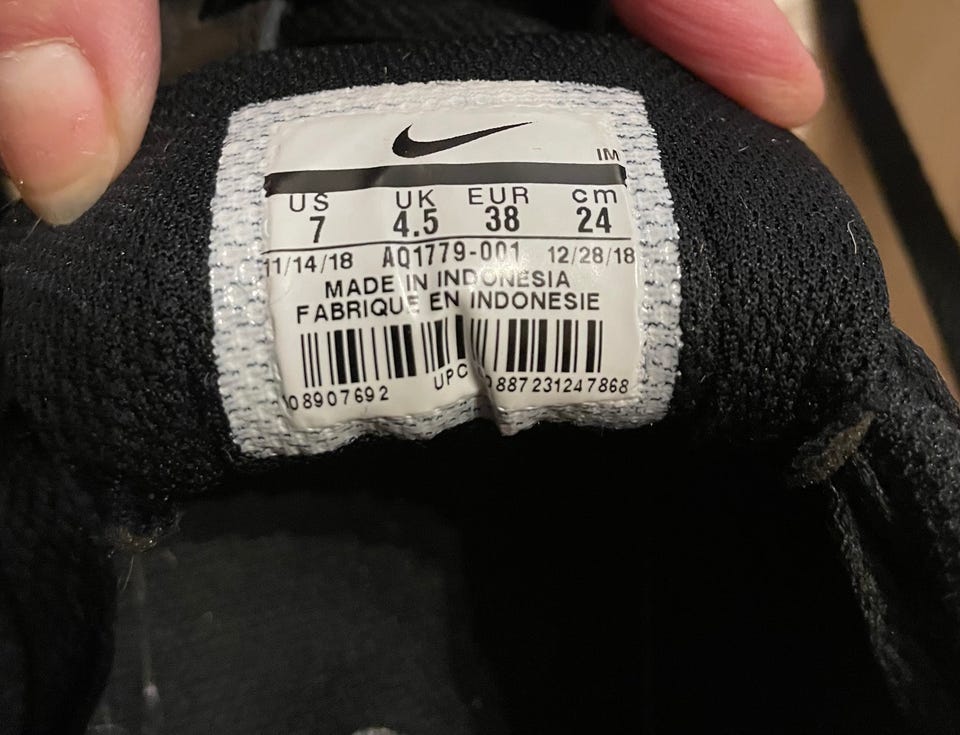 IM
US UK EUR cm
7 4.5 38 24
11/14/18 AQ1779-001 12/28/18
MADE IN INDONESIA
FABRIQUE EN INDONESIE
UPC
08907692 0887231247868